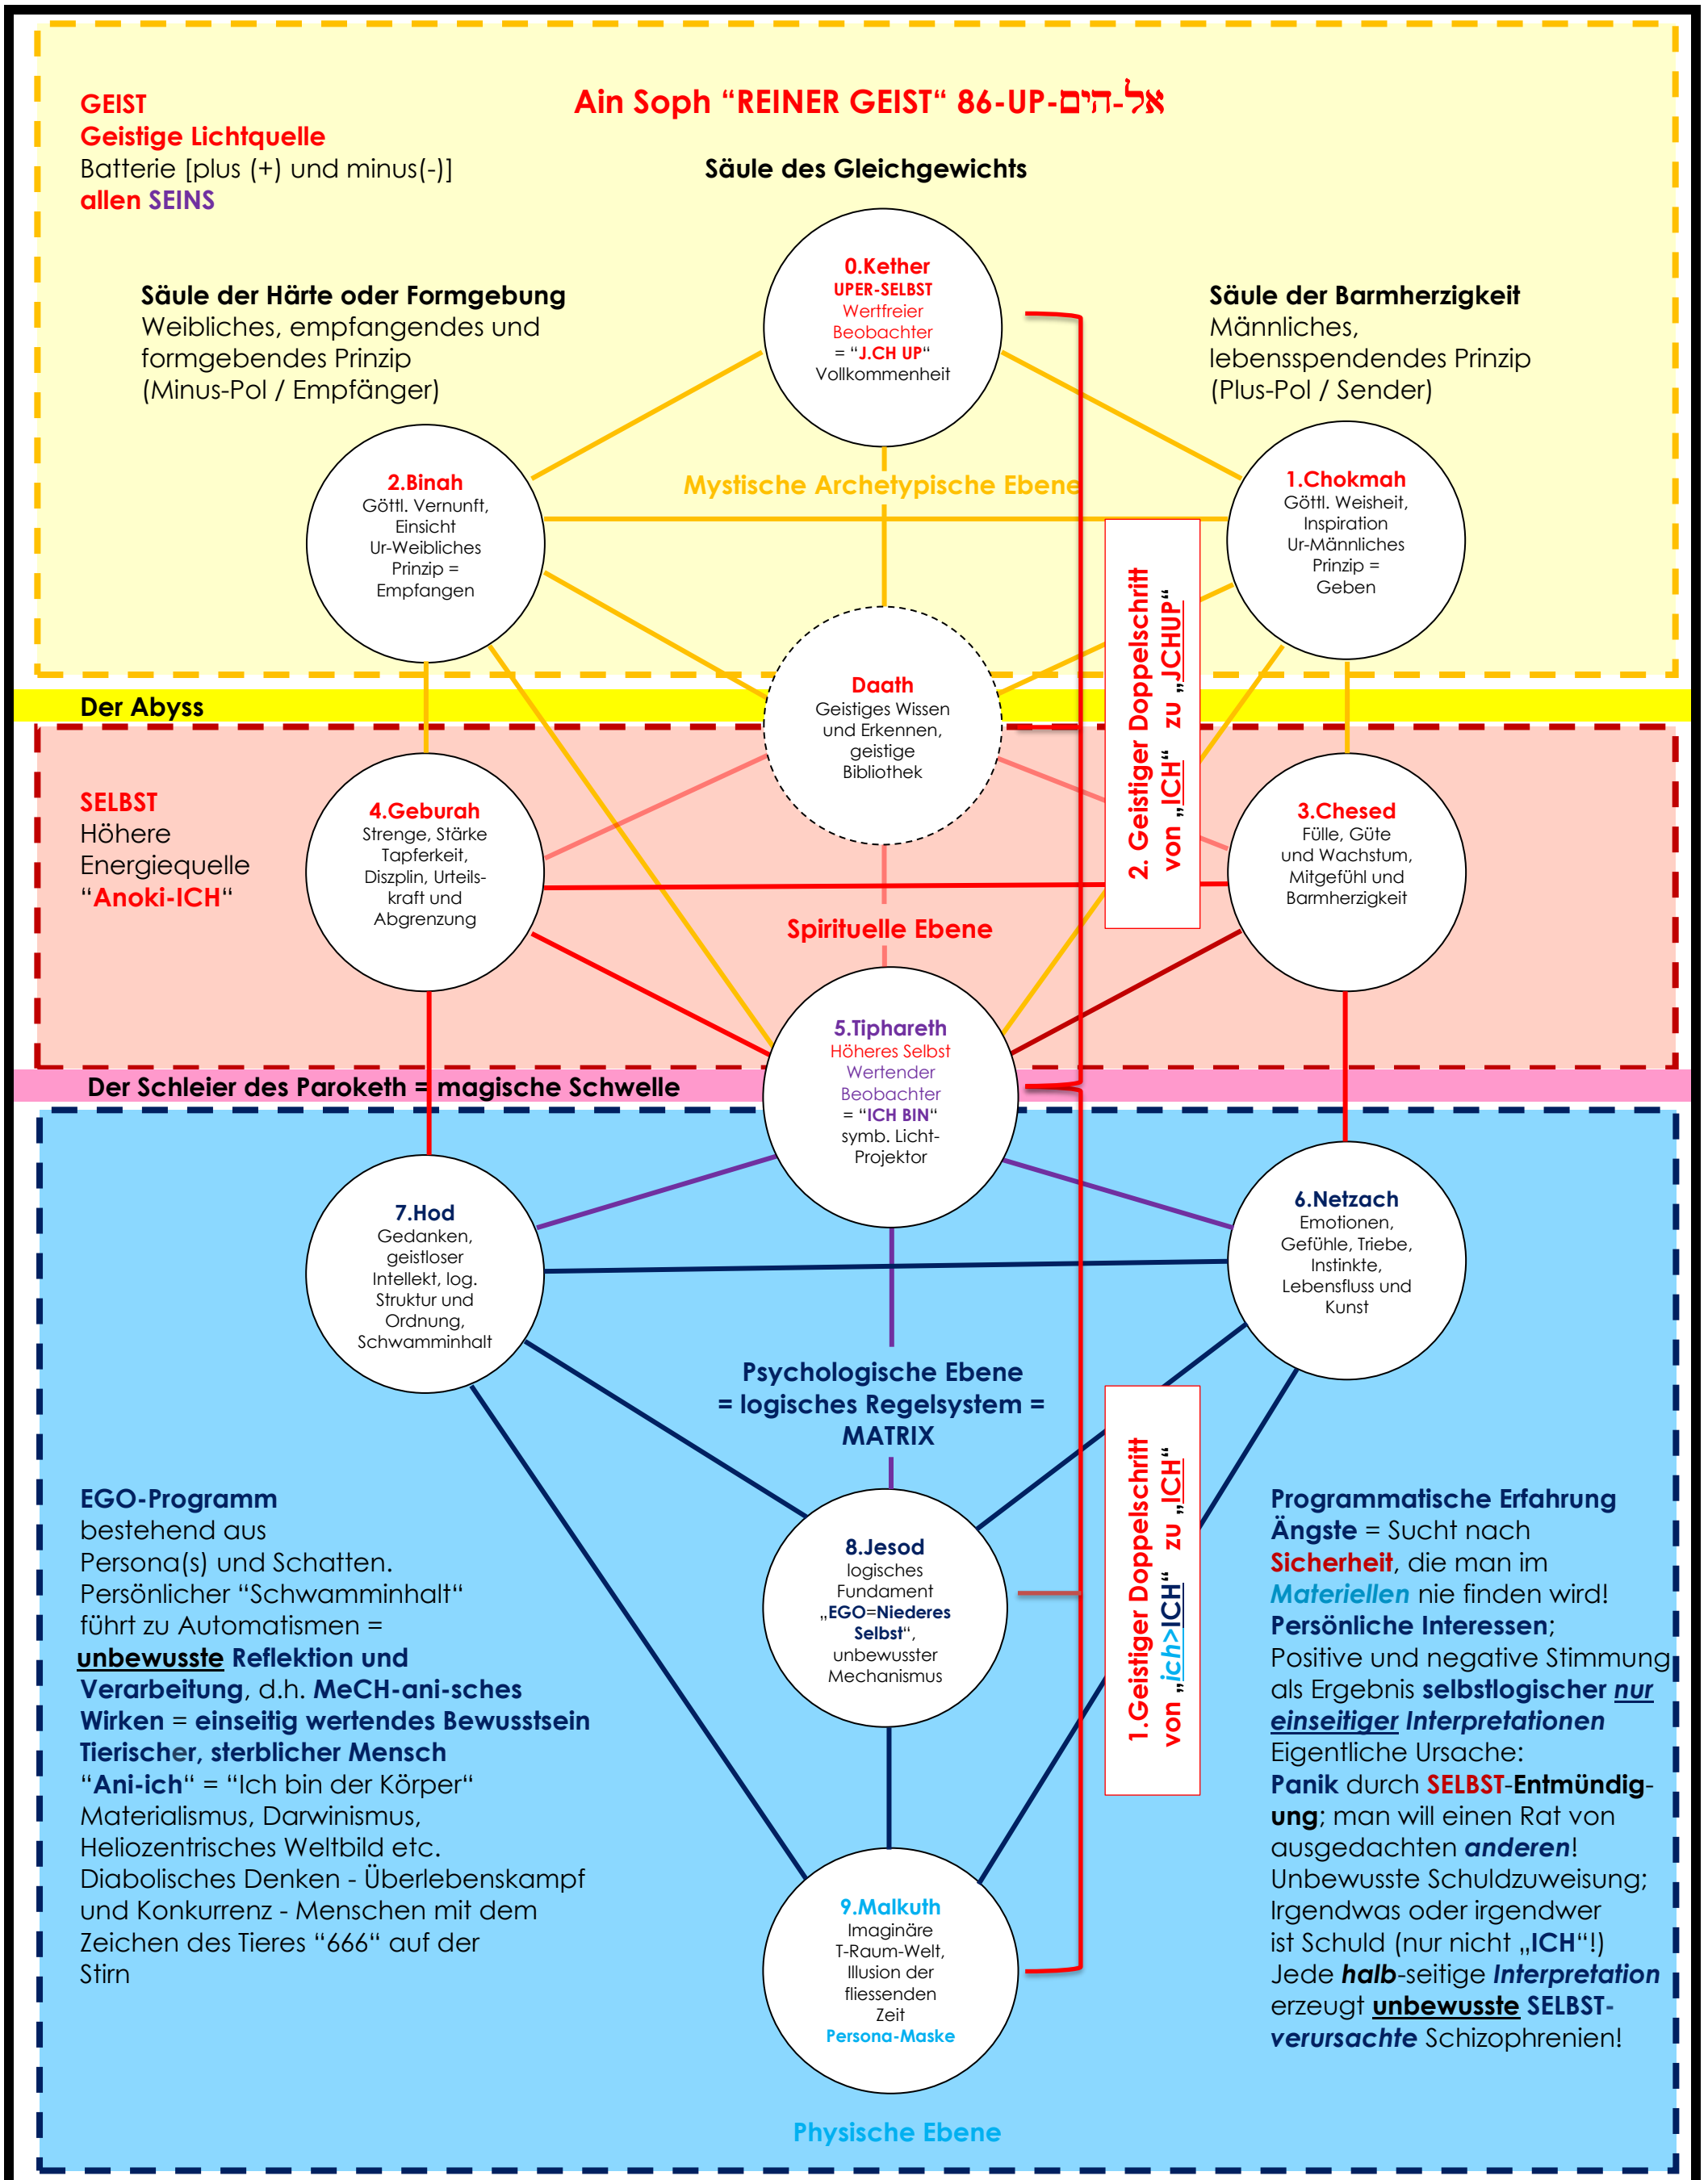 GEIST
Geistige Lichtquelle
Batterie [plus (+) und minus(-)]
allen SEINS
Ain Soph “REINER GEIST“ 86-UP-אל-הים
Säule des Gleichgewichts
Säule der Härte oder Formgebung
Weibliches, empfangendes und
formgebendes Prinzip
(Minus-Pol / Empfänger)
0.Kether
UPER-SELBST
Wertfreier
Beobachter
= “J.CH UP“
Vollkommenheit
Säule der Barmherzigkeit
Männliches,
lebensspendendes Prinzip
(Plus-Pol / Sender)
2.Binah
Göttl. Vernunft,
Einsicht
Ur-Weibliches
Prinzip =
Empfangen
Mystische Archetypische Ebene
1.Chokmah
Göttl. Weisheit,
Inspiration
Ur-Männliches
Prinzip =
Geben
Daath
Geistiges Wissen
und Erkennen,
geistige
Bibliothek
2. Geistiger Doppelschritt
von „ICH“ zu „JCHUP“
Der Abyss
SELBST
Höhere
Energiequelle
“Anoki-ICH“
4.Geburah
Strenge, Stärke
Tapferkeit,
Diszplin, Urteils-
kraft und
Abgrenzung
3.Chesed
Fülle, Güte
und Wachstum,
Mitgefühl und
Barmherzigkeit
Spirituelle Ebene
5.Tiphareth
Höheres Selbst
Wertender
Beobachter
= “ICH BIN“
symb. Licht-
Projektor
Der Schleier des Paroketh = magische Schwelle
7.Hod
Gedanken,
geistloser
Intellekt, log.
Struktur und
Ordnung,
Schwamminhalt
6.Netzach
Emotionen,
Gefühle, Triebe,
Instinkte,
Lebensfluss und
Kunst
Psychologische Ebene
= logisches Regelsystem =
MATRIX
1.Geistiger Doppelschritt
von „ich>ICH“ zu „ICH“
EGO-Programm
bestehend aus
Persona(s) und Schatten.
Persönlicher “Schwamminhalt“
führt zu Automatismen =
unbewusste Reflektion und
Verarbeitung, d.h. MeCH-ani-sches
Wirken = einseitig wertendes Bewusstsein
Tierischer, sterblicher Mensch
“Ani-ich“ = “Ich bin der Körper“
Materialismus, Darwinismus,
Heliozentrisches Weltbild etc.
Diabolisches Denken - Überlebenskampf
und Konkurrenz - Menschen mit dem
Zeichen des Tieres “666“ auf der
Stirn
8.Jesod
logisches
Fundament
„EGO=Niederes
Selbst“,
unbewusster
Mechanismus
Programmatische Erfahrung
Ängste = Sucht nach
Sicherheit, die man im
Materiellen nie finden wird!
Persönliche Interessen;
Positive und negative Stimmung
als Ergebnis selbstlogischer nur
einseitiger Interpretationen
Eigentliche Ursache:
Panik durch SELBST-Entmündig-
ung; man will einen Rat von
ausgedachten anderen!
Unbewusste Schuldzuweisung;
Irgendwas oder irgendwer
ist Schuld (nur nicht „ICH“!)
Jede halb-seitige Interpretation
erzeugt unbewusste SELBST-
verursachte Schizophrenien!
9.Malkuth
Imaginäre
T-Raum-Welt,
Illusion der
fliessenden
Zeit
Persona-Maske
Physische Ebene